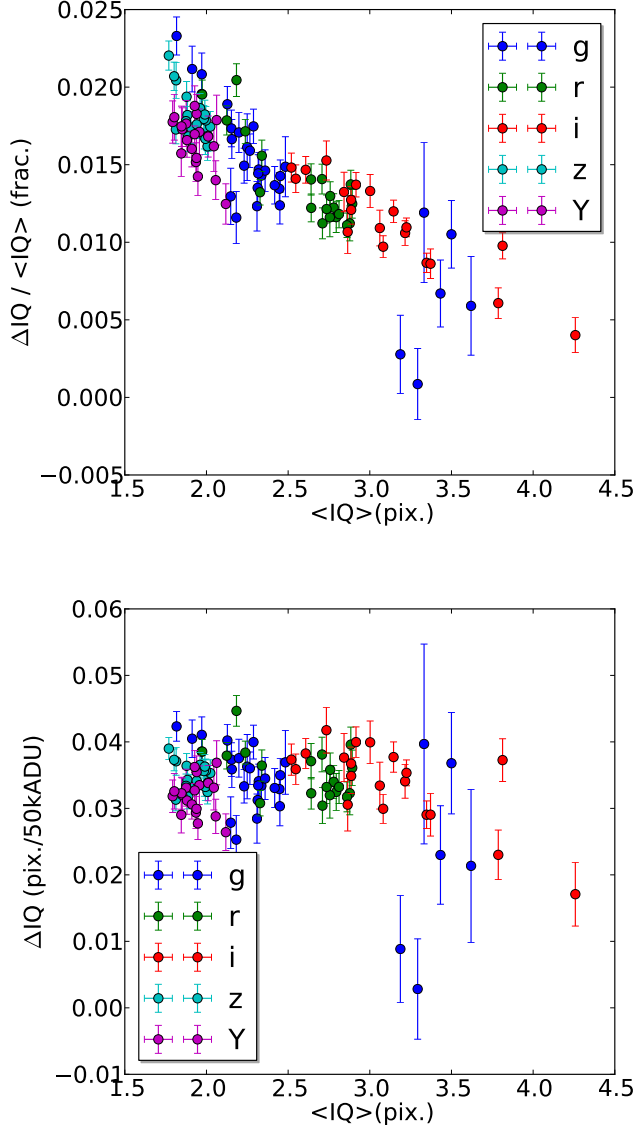 0.025
0.020
0.015
0.010
0.005
0.000
−0.005
ΔIQ / <IQ> (frac.)
g
r
i
z
Y
1.5 2.0 2.5 3.0 3.5 4.0 4.5
<IQ>(pix.)
0.06
0.05
0.04
0.03
0.02
0.01
0.00
−0.01
ΔIQ (pix./50kADU)
g
r
i
z
Y
1.5 2.0 2.5 3.0 3.5 4.0 4.5
<IQ>(pix.)